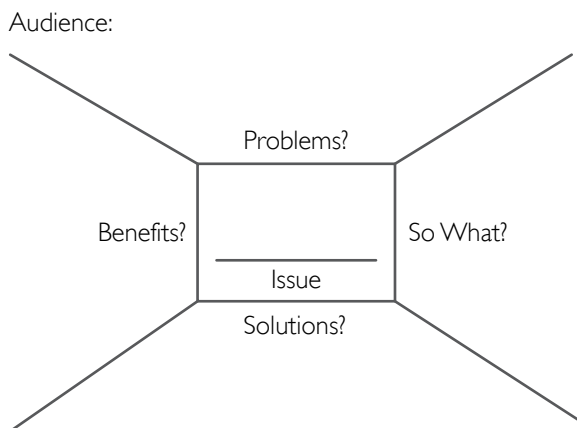 Audience:
Problems?
Benefits?
So What?
Issue
Solutions?